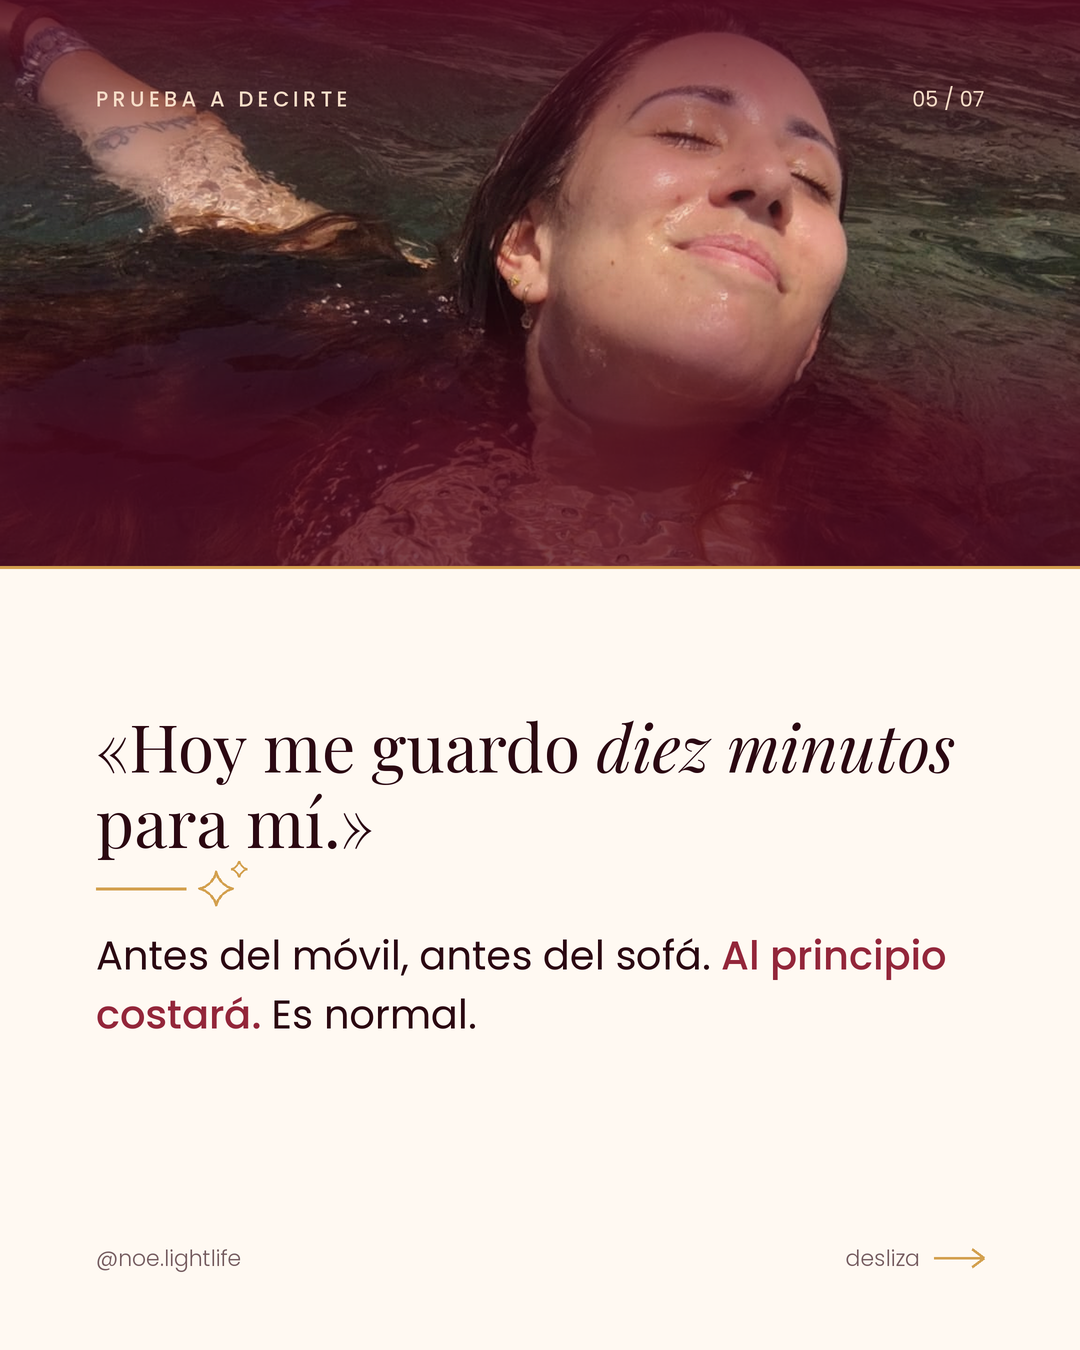 PRUEBA A DECIRTE
05 / 07
«Hoy me guardo diez minutos
para mí.»
Antes del móvil, antes del sofá. Al principio
costará. Es normal.
@noe.lightlife
desliza